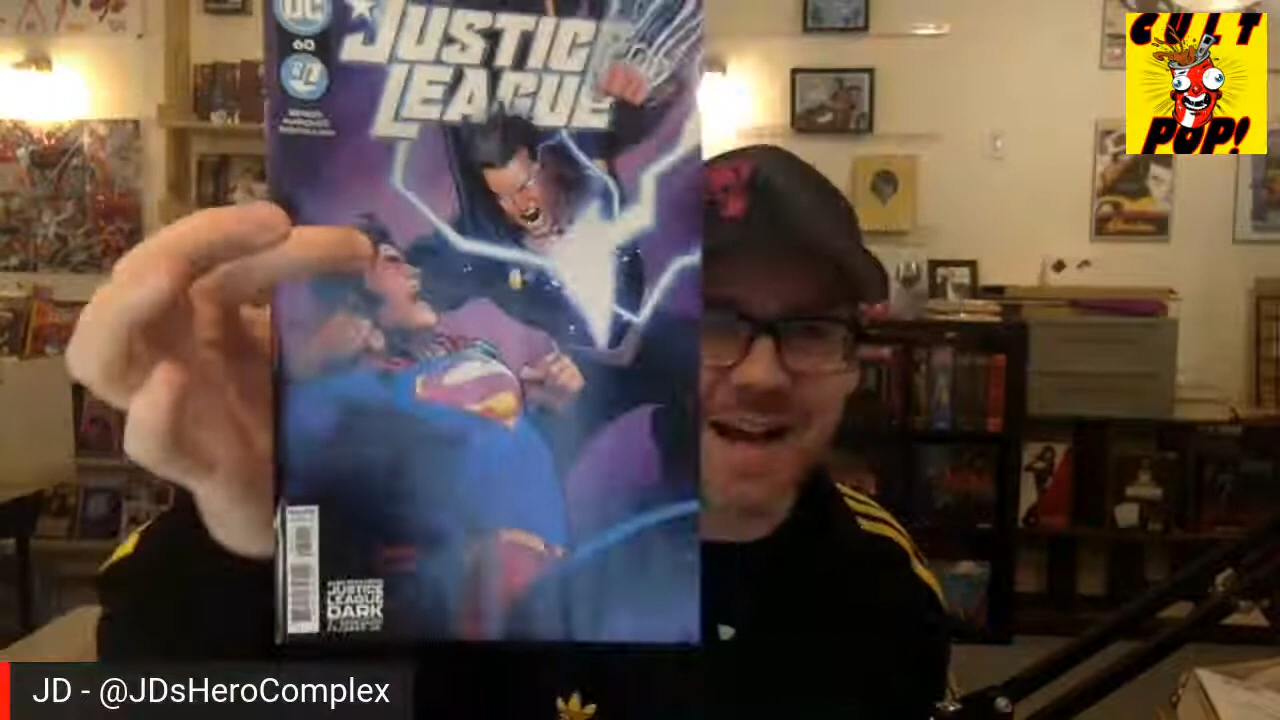 DC
60
JUSTICE
LEAGUE
JUSTICE
LEAGUE
DARK
CULT
POP!
JD - @JDsHeroComplex